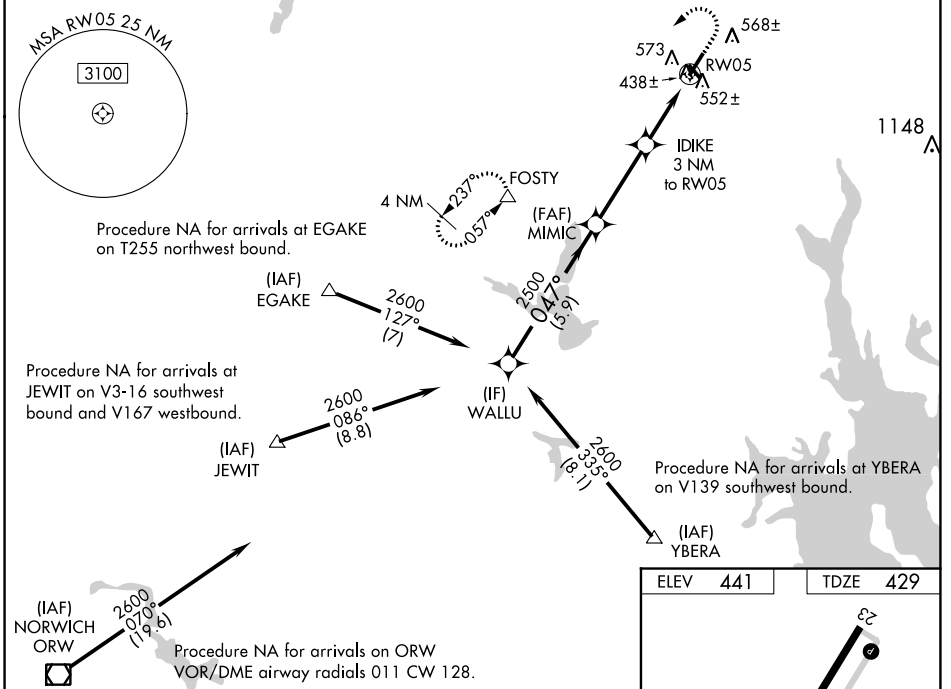 MSA RW05 25 NM
3100
568±
573
RW05
438±
552±
1148
IDIKE
3 NM
to RW05
FOSTY
4 NM
237°
057°
(FAF)
MIMIC
Procedure NA for arrivals at EGAKE
on T255 northwest bound.
(IAF)
EGAKE
2600
127°
(7)
2500
047°
(5.9)
Procedure NA for arrivals at
JEWIT on V3-16 southwest
bound and V167 westbound.
(IF)
WALLU
2600
086°
(8.8)
(IAF)
JEWIT
2600
335°
(8.1)
Procedure NA for arrivals at YBERA
on V139 southwest bound.
(IAF)
YBERA
(IAF)
NORWICH
ORW
2600
070°
(19.6)
Procedure NA for arrivals on ORW
VOR/DME airway radials 011 CW 128.
ELEV 441
TDZE 429
23
P